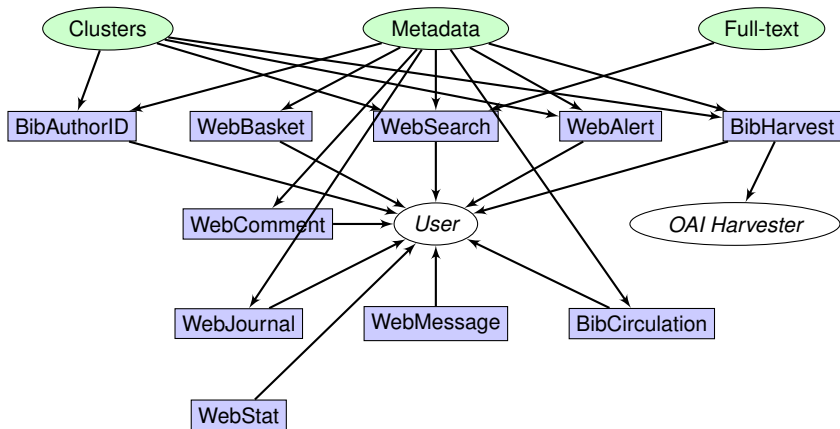 Clusters
Metadata
Full-text
BibAuthorID
WebBasket
WebSearch
WebAlert
BibHarvest
WebComment
User
OAI Harvester
WebJournal
WebMessage
BibCirculation
WebStat